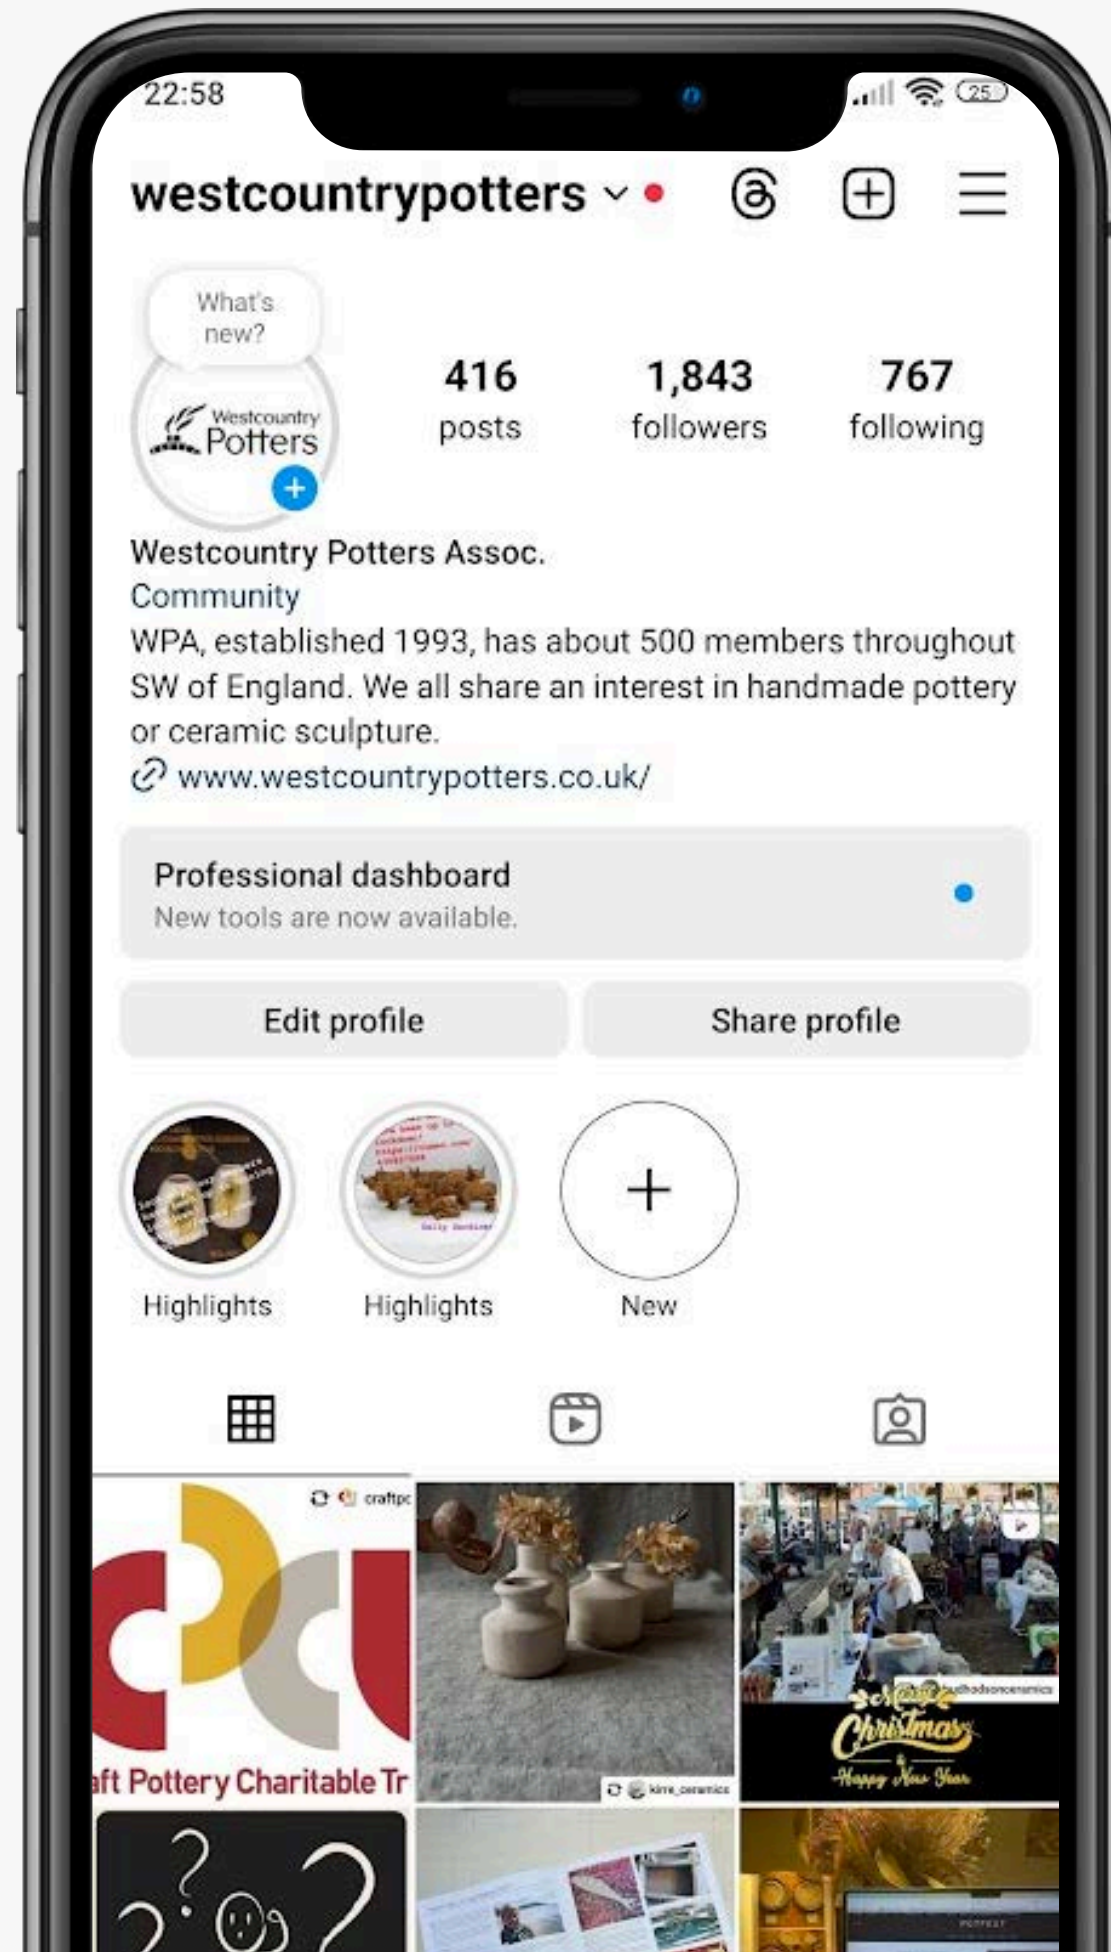 22:58
25
westcountrypotters
What's
new?
Westcountry
Potters
416
posts
1,843
followers
767
following
Westcountry Potters Assoc.
Community
WPA, established 1993, has about 500 members throughout
SW of England. We all share an interest in handmade pottery
or ceramic sculpture.
www.westcountrypotters.co.uk/
Professional dashboard
New tools are now available.
Edit profile
Share profile
Highlights
Highlights
New
craftpo
aft Pottery Charitable Tr
kirre_ceramics
Merry
Christmas
&
Happy New Year
? ? ?